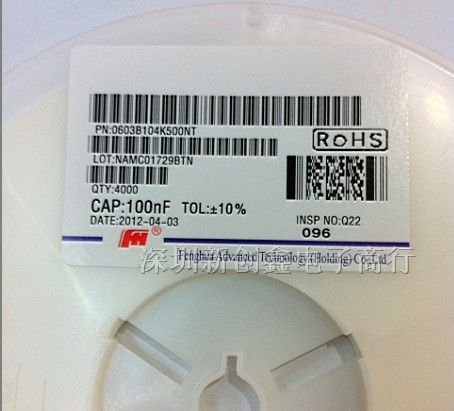 PN:0603B104K500NT
RoHS
LOT:NAMC01729BTN
QTY:4000
CAP:100nF TOL:±10%
DATE:2012-04-03
INSP NO:Q22
096
FH ®
Fenghua Advanced Technology (Holding) Co., Ltd.
深圳新创鑫电子商行